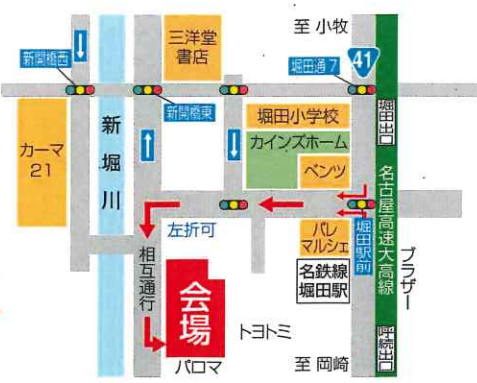 至 小牧
三洋堂
書店
新開橋西
41
堀田通7
新開橋東
堀田小学校
堀田出口
カーマ
21
新堀川
カインズホーム
ベンツ
名古屋高速大高線
左折可
パレ
マルシェ
堀田駅前
ブラザー
相互通行
会場
名鉄線
堀田駅
トヨトミ
呼続出口
パロマ
至 岡崎